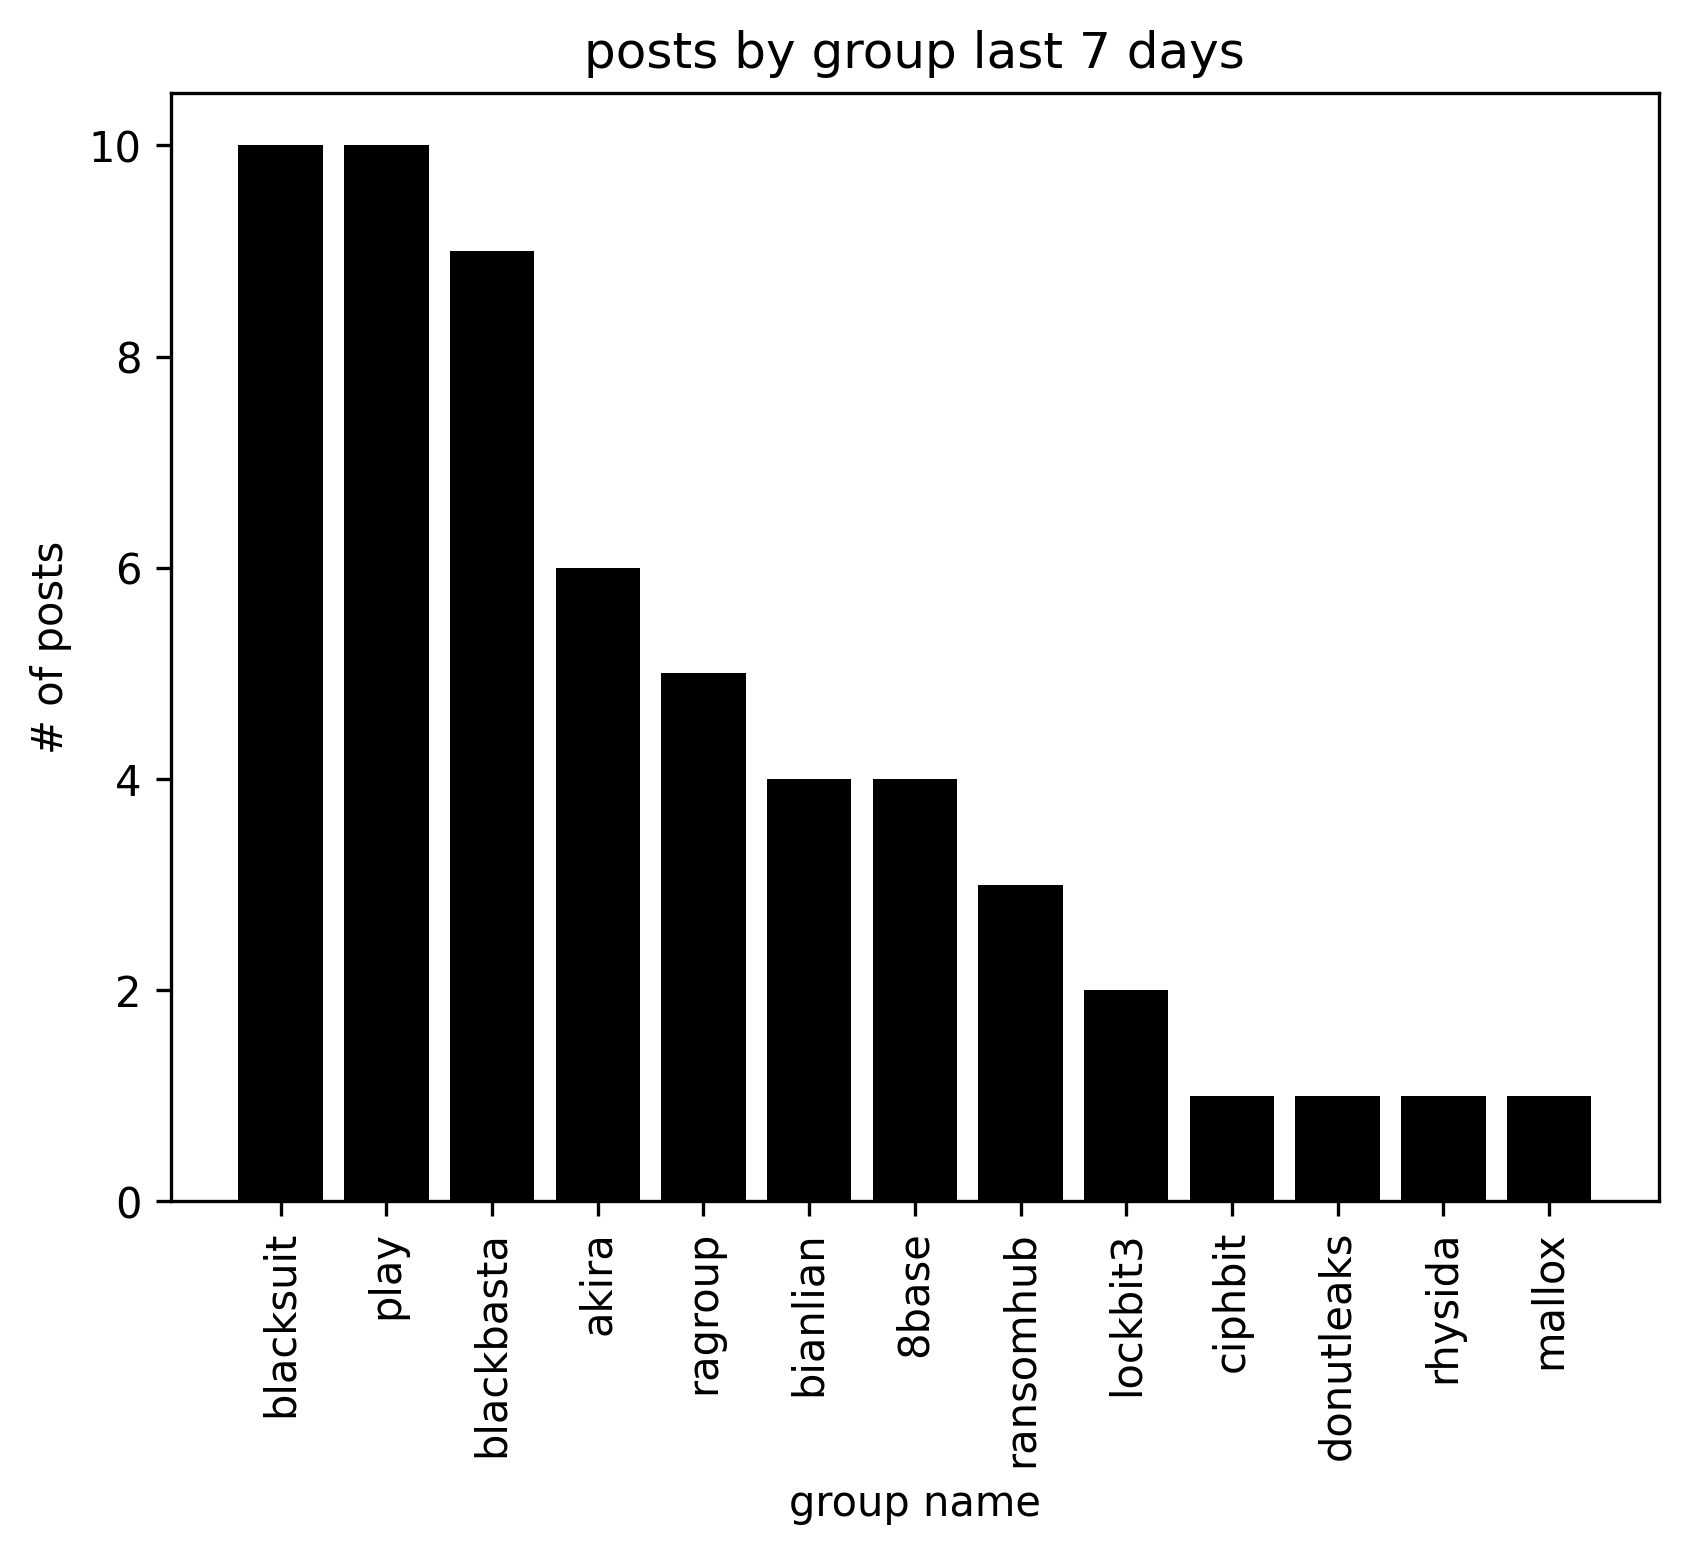 posts by group last 7 days
# of posts
10
8
6
4
2
0
blacksuit
play
blackbasta
akira
ragroup
bianlian
8base
ransomhub
lockbit3
ciphbit
donutleaks
rhysida
mallox
group name